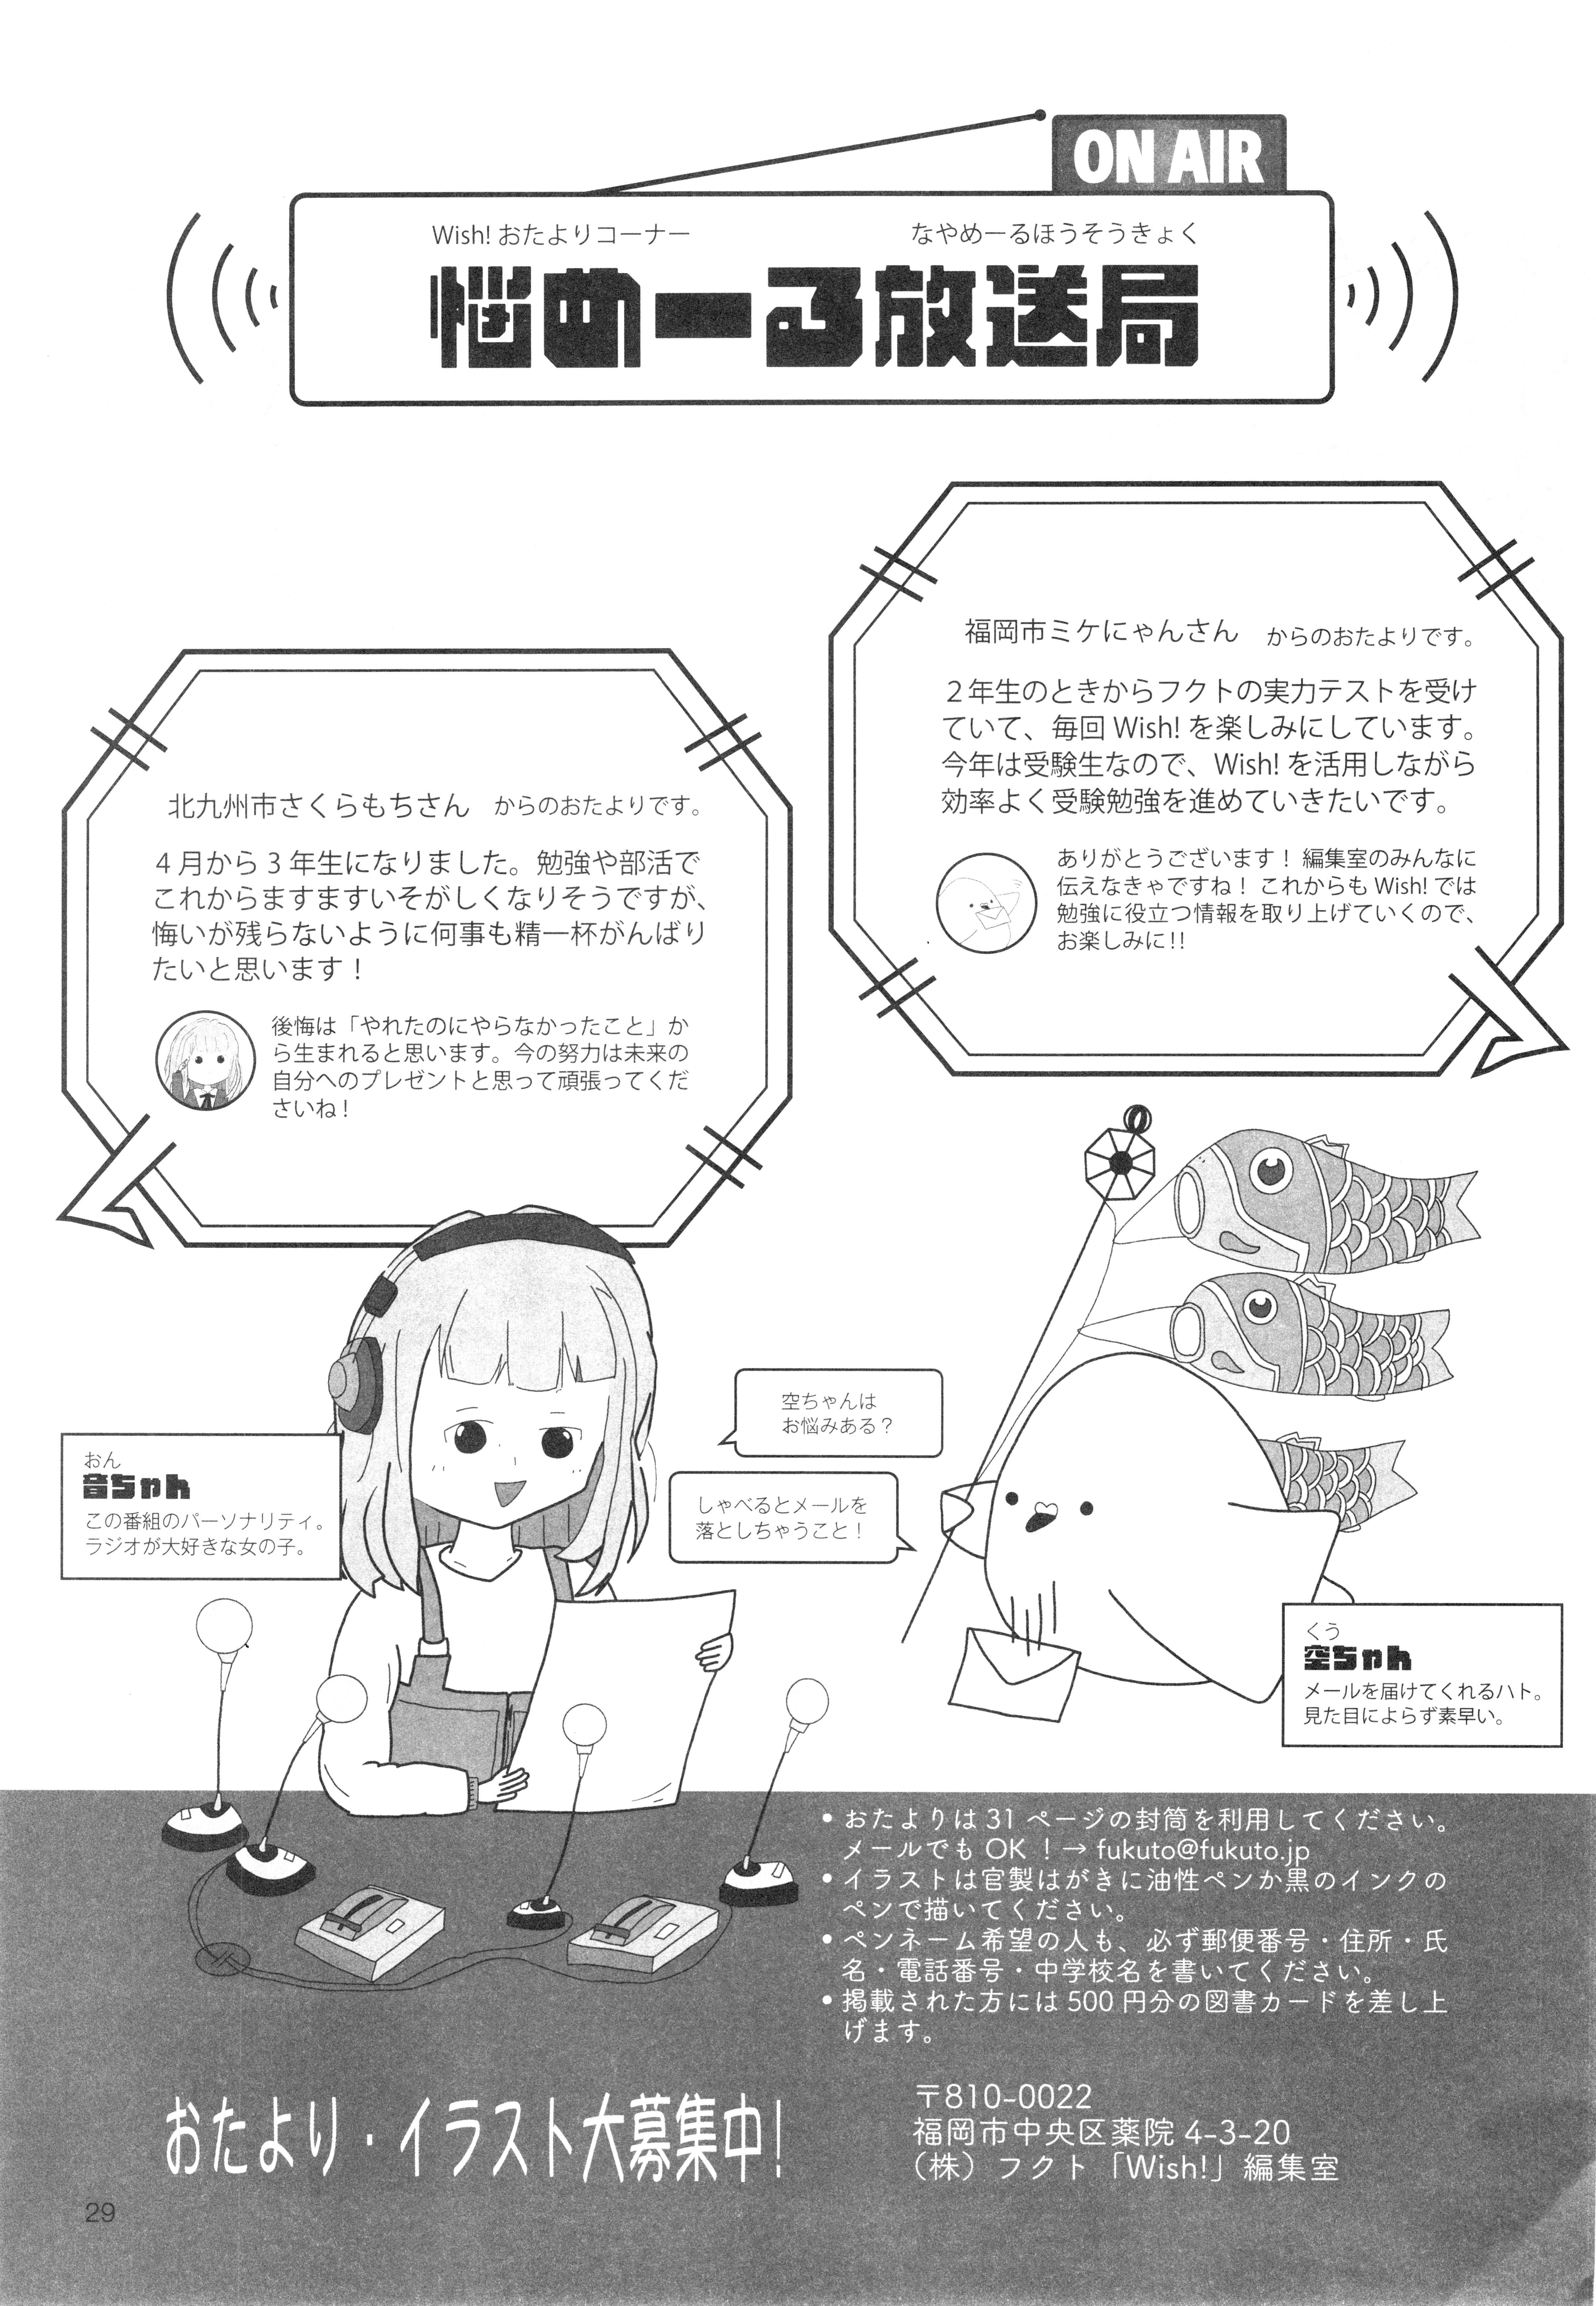 ON AIR
Wish! おたよりコーナー
なやめーるほうそうきょく
悩めーる放送局
福岡市ミケにゃんさん からのおたよりです。
２年生のときからフクトの実力テストを受け
ていて、毎回 Wish! を楽しみにしています。
今年は受験生なので、Wish! を活用しながら
効率よく受験勉強を進めていきたいです。
ありがとうございます！ 編集室のみんなに
伝えなきゃですね！ これからも Wish! では
勉強に役立つ情報を取り上げていくので、
お楽しみに!!
北九州市さくらもちさん からのおたよりです。
４月から３年生になりました。勉強や部活で
これからますますいそがしくなりそうですが、
悔いが残らないように何事も精一杯がんばり
たいと思います！
後悔は「やれたのにやらなかったこと」か
ら生まれると思います。今の努力は未来の
自分へのプレゼントと思って頑張ってくだ
さいね！
空ちゃんは
お悩みある？
しゃべるとメールを
落としちゃうこと！
おん
音ちゃん
この番組のパーソナリティ。
ラジオが大好きな女の子。
くう
空ちゃん
メールを届けてくれるハト。
見た目によらず素早い。
• おたよりは 31 ページの封筒を利用してください。
メールでも OK ！→ fukuto@fukuto.jp
• イラストは官製はがきに油性ペンか黒のインクの
ペンで描いてください。
• ペンネーム希望の人も、必ず郵便番号・住所・氏
名・電話番号・中学校名を書いてください。
• 掲載された方には 500 円分の図書カードを差し上
げます。
おたより・イラスト大募集中！
〒810-0022
福岡市中央区薬院 4-3-20
（株）フクト「Wish!」編集室
29